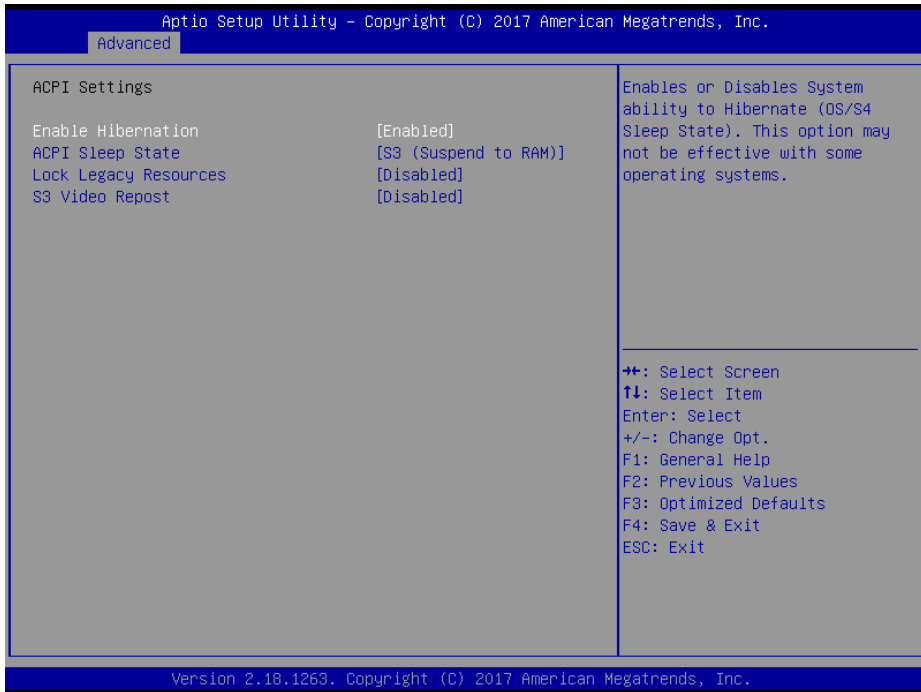 Aptio Setup Utility – Copyright (C) 2017 American Megatrends, Inc.
Advanced
ACPI Settings
Enable Hibernation [Enabled]
ACPI Sleep State [S3 (Suspend to RAM)]
Lock Legacy Resources [Disabled]
S3 Video Repost [Disabled]
Enables or Disables System
ability to Hibernate (OS/S4
Sleep State). This option may
not be effective with some
operating systems.
→←: Select Screen
↑↓: Select Item
Enter: Select
+/-: Change Opt.
F1: General Help
F2: Previous Values
F3: Optimized Defaults
F4: Save & Exit
ESC: Exit
Version 2.18.1263. Copyright (C) 2017 American Megatrends, Inc.